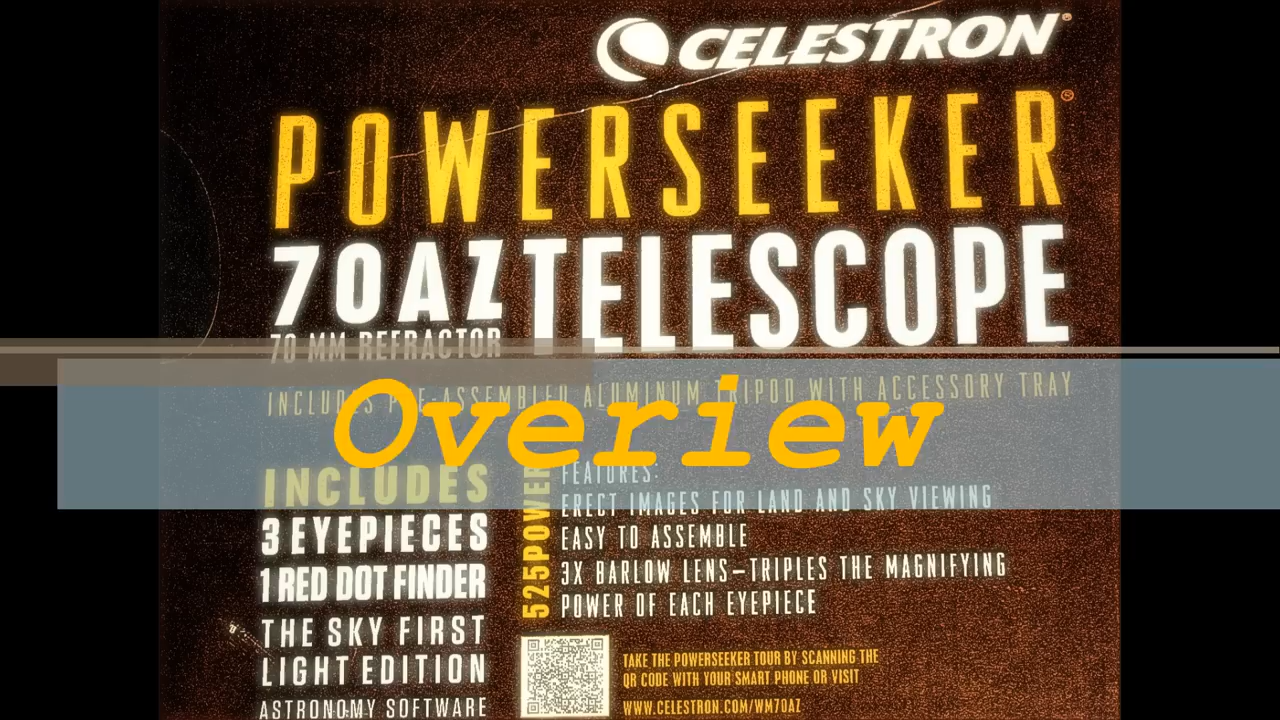 CELESTRON®
POWERSEEKER®
70AZ TELESCOPE
70 MM REFRACTOR
INCLUDES PRE-ASSEMBLED ALUMINUM TRIPOD WITH ACCESSORY TRAY
Overiew
INCLUDES
3 EYEPIECES
1 RED DOT FINDER
THE SKY FIRST
LIGHT EDITION
ASTRONOMY SOFTWARE
525POWER
FEATURES:
ERECT IMAGES FOR LAND AND SKY VIEWING
EASY TO ASSEMBLE
3X BARLOW LENS–TRIPLES THE MAGNIFYING
POWER OF EACH EYEPIECE
TAKE THE POWERSEEKER TOUR BY SCANNING THE
QR CODE WITH YOUR SMART PHONE OR VISIT
WWW.CELESTRON.COM/WM70AZ